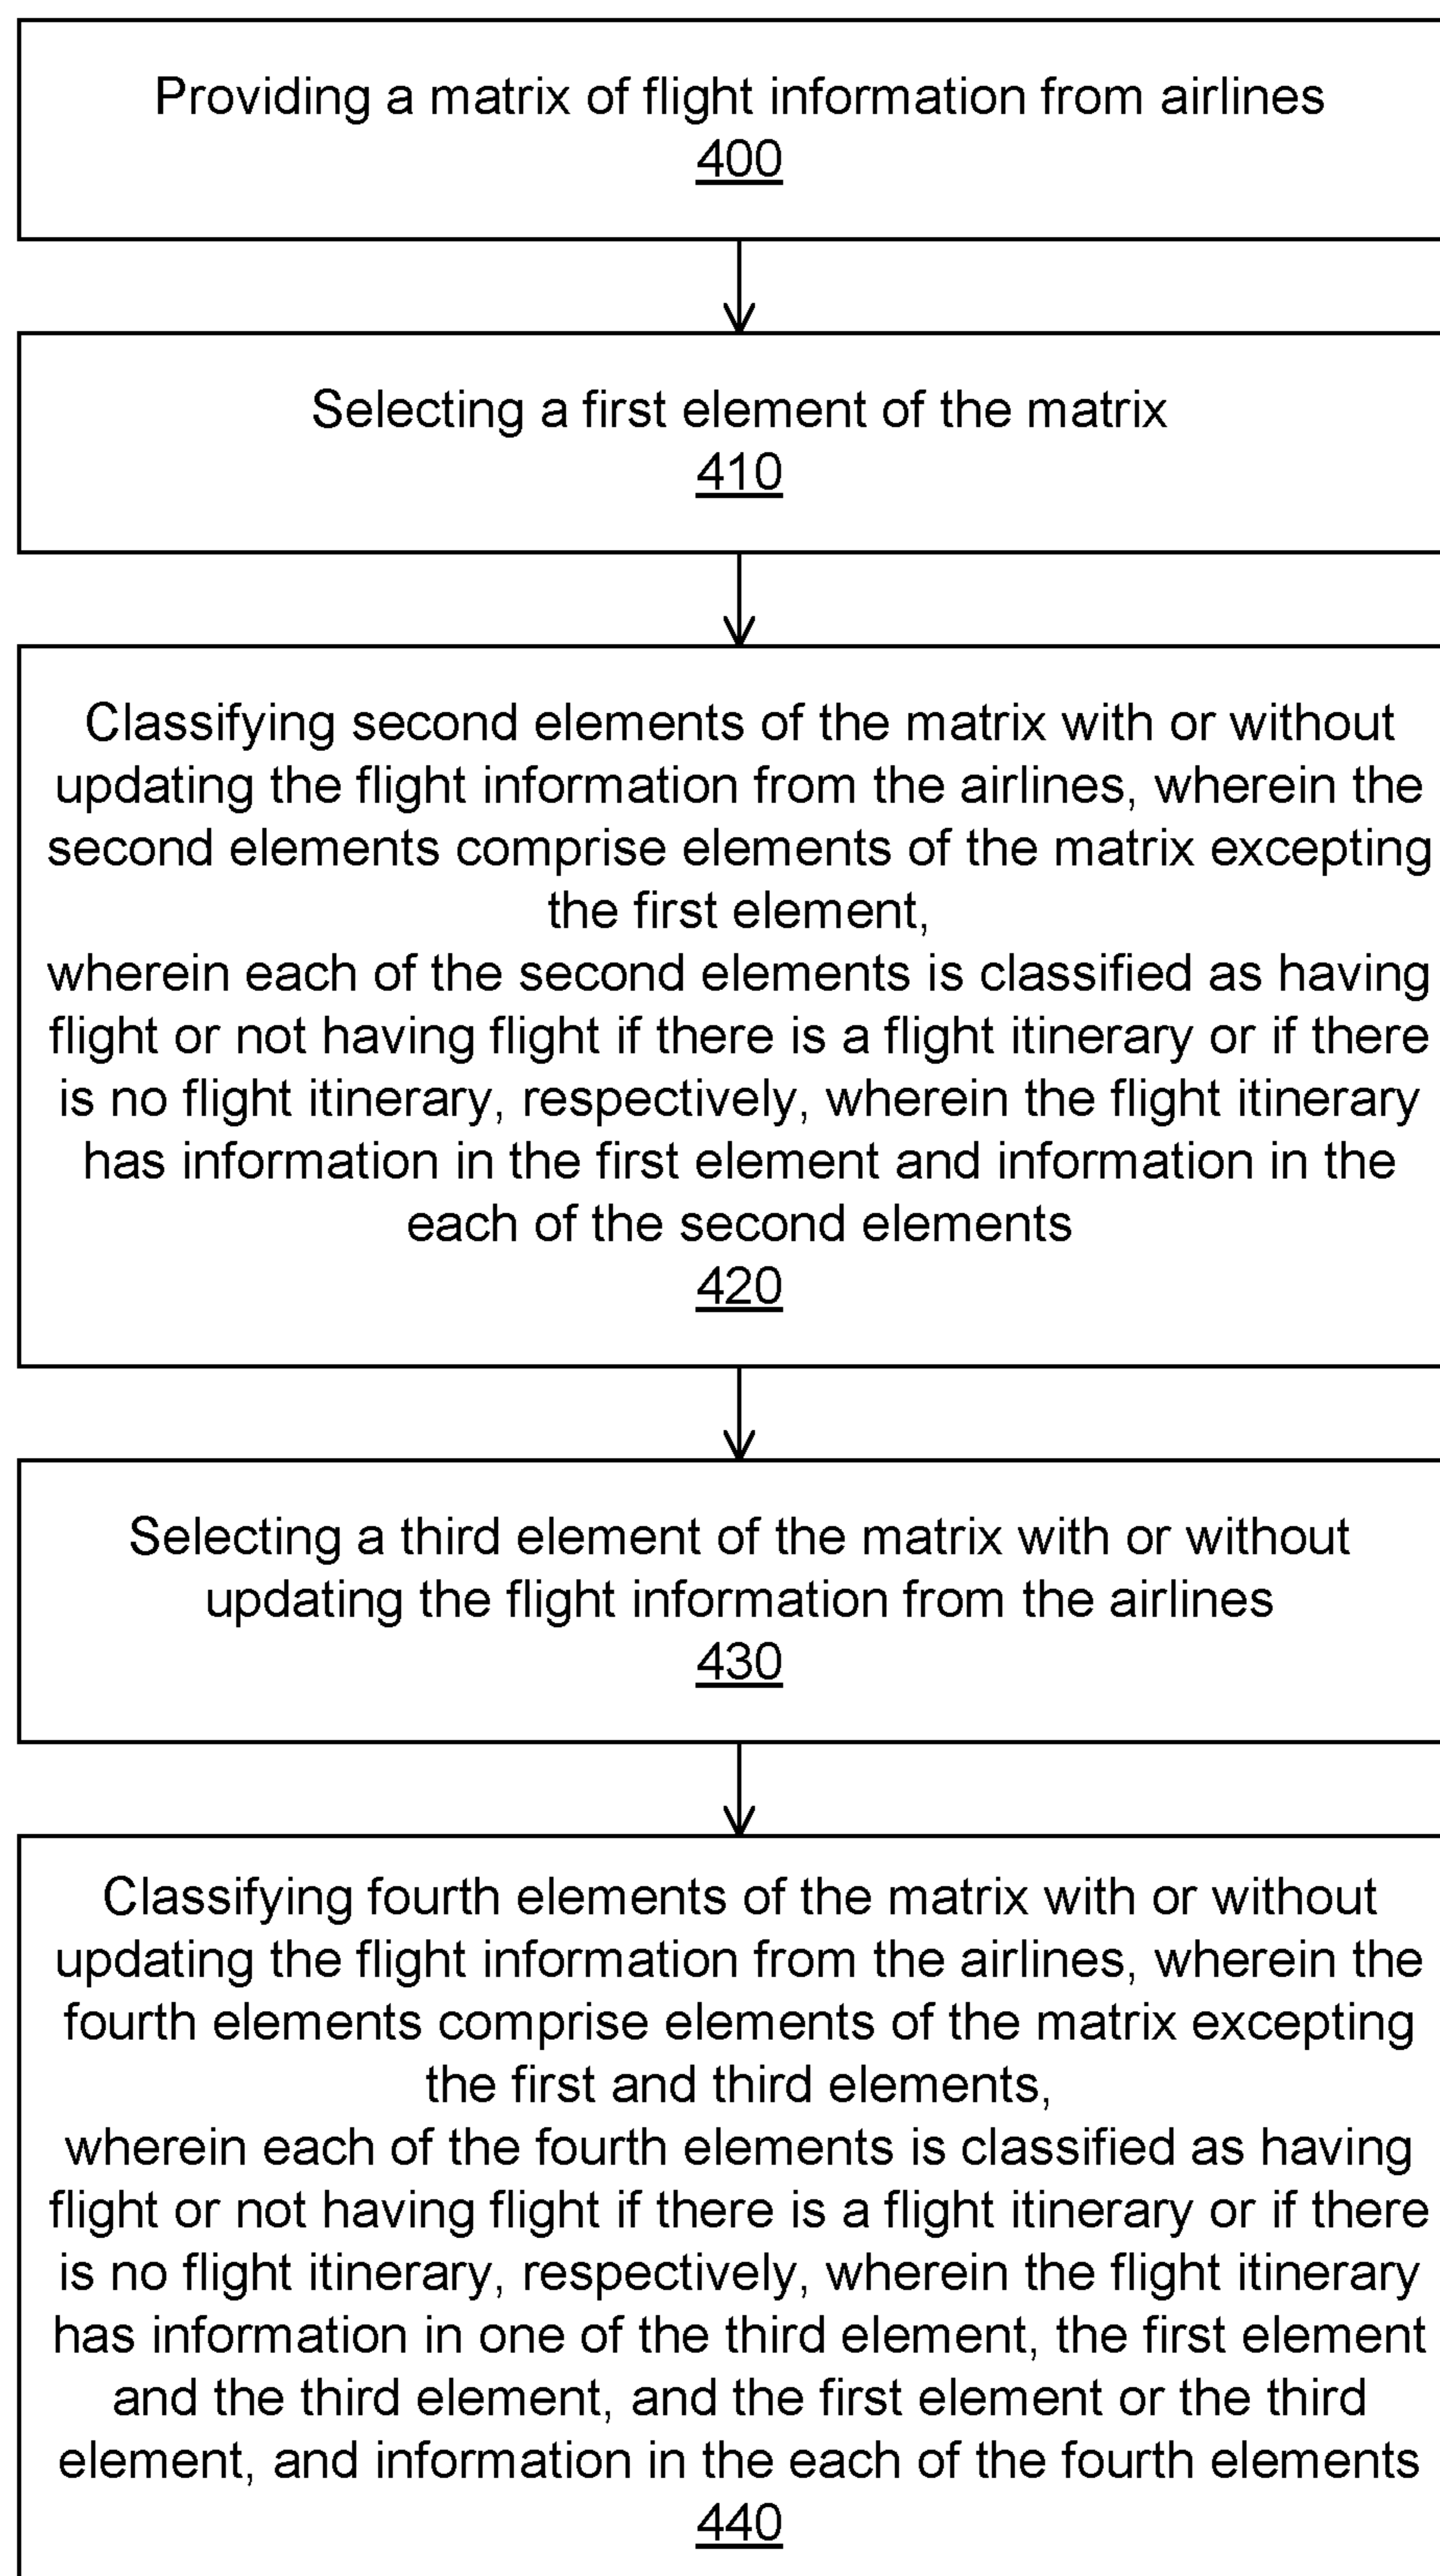 Providing a matrix of flight information from airlines
400
Selecting a first element of the matrix
410
Classifying second elements of the matrix with or without
updating the flight information from the airlines, wherein the
second elements comprise elements of the matrix excepting
the first element,
wherein each of the second elements is classified as having
flight or not having flight if there is a flight itinerary or if there
is no flight itinerary, respectively, wherein the flight itinerary
has information in the first element and information in the
each of the second elements
420
Selecting a third element of the matrix with or without
updating the flight information from the airlines
430
Classifying fourth elements of the matrix with or without
updating the flight information from the airlines, wherein the
fourth elements comprise elements of the matrix excepting
the first and third elements,
wherein each of the fourth elements is classified as having
flight or not having flight if there is a flight itinerary or if there
is no flight itinerary, respectively, wherein the flight itinerary
has information in one of the third element, the first element
and the third element, and the first element or the third
element, and information in the each of the fourth elements
440